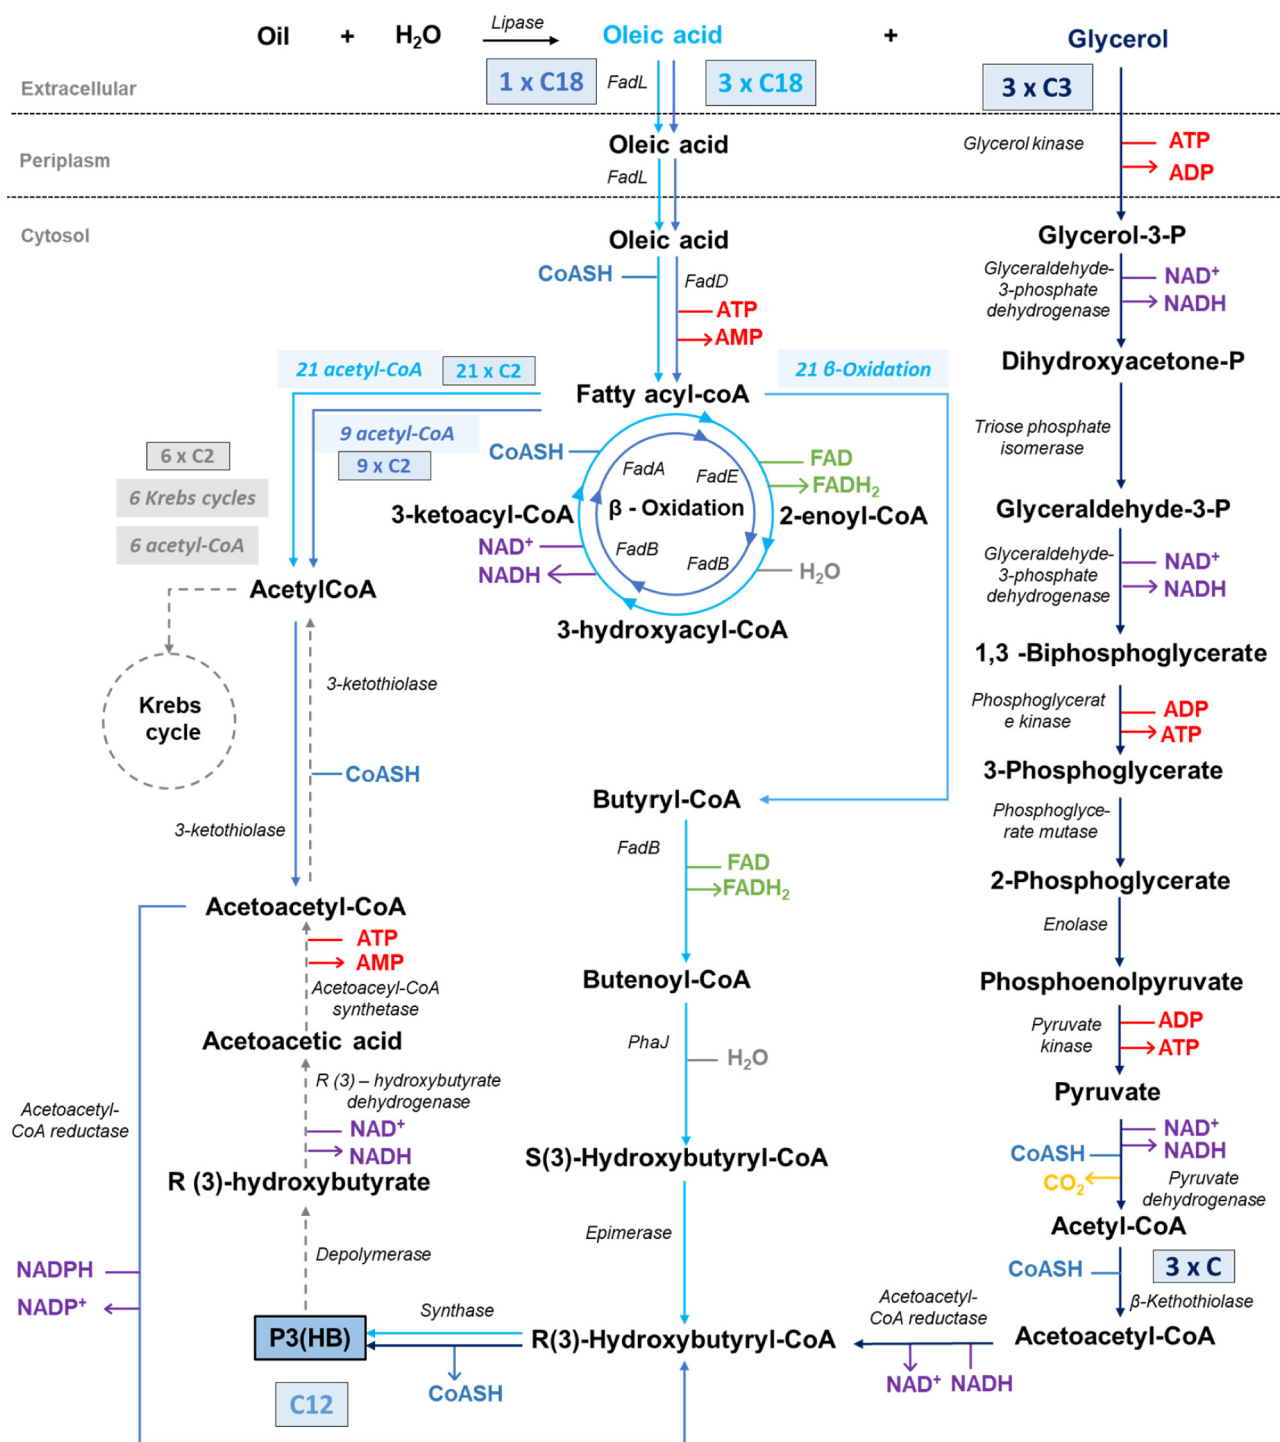 Oil + H₂O Lipase Oleic acid + Glycerol
1 x C18 FadL 3 x C18 3 x C3
Extracellular
Oleic acid
Glycerol kinase ATP
ADP
Periplasm
FadL
Cytosol
Oleic acid
Glycerol-3-P
CoASH FadD
ATP
AMP
Glyceraldehyde-
3-phosphate
dehydrogenase
NAD⁺
NADH
Dihydroxyacetone-P
21 acetyl-CoA 21 x C2
21 β-Oxidation
Fatty acyl-coA
9 acetyl-CoA
9 x C2
6 x C2
6 Krebs cycles
6 acetyl-CoA
CoASH
FadA FadE
FAD
FADH₂
3-ketoacyl-CoA β - Oxidation 2-enoyl-CoA
NAD⁺
NADH
FadB FadB
H₂O
3-hydroxyacyl-CoA
Triose phosphate
isomerase
Glyceraldehyde-3-P
Glyceraldehyde-
3-phosphate
dehydrogenase
NAD⁺
NADH
1,3 -Biphosphoglycerate
AcetylCoA
3-ketothiolase
Krebs
cycle
CoASH
3-ketothiolase
Phosphoglycerat
e kinase
ADP
ATP
3-Phosphoglycerate
Butyryl-CoA
FadB
FAD
FADH₂
Phosphoglyce-
rate mutase
2-Phosphoglycerate
Enolase
Acetoacetyl-CoA
ATP
AMP
Acetoaceyl-CoA
synthetase
Butenoyl-CoA
Phosphoenolpyruvate
Pyruvate
kinase
ADP
ATP
Acetoacetic acid
PhaJ
H₂O
Pyruvate
R (3) – hydroxybutyrate
dehydrogenase
NAD⁺
NADH
Acetoacetyl-
CoA reductase
R (3)-hydroxybutyrate
S(3)-Hydroxybutyryl-CoA
NAD⁺
NADH
CoASH
CO₂
Pyruvate
dehydrogenase
Acetyl-CoA
Depolymerase
Epimerase
NADPH
NADP⁺
CoASH 3 x C
β-Kethothiolase
P3(HB)
Synthase
R(3)-Hydroxybutyryl-CoA
Acetoacetyl-
CoA reductase
Acetoacetyl-CoA
NAD⁺ NADH
CoASH
C12